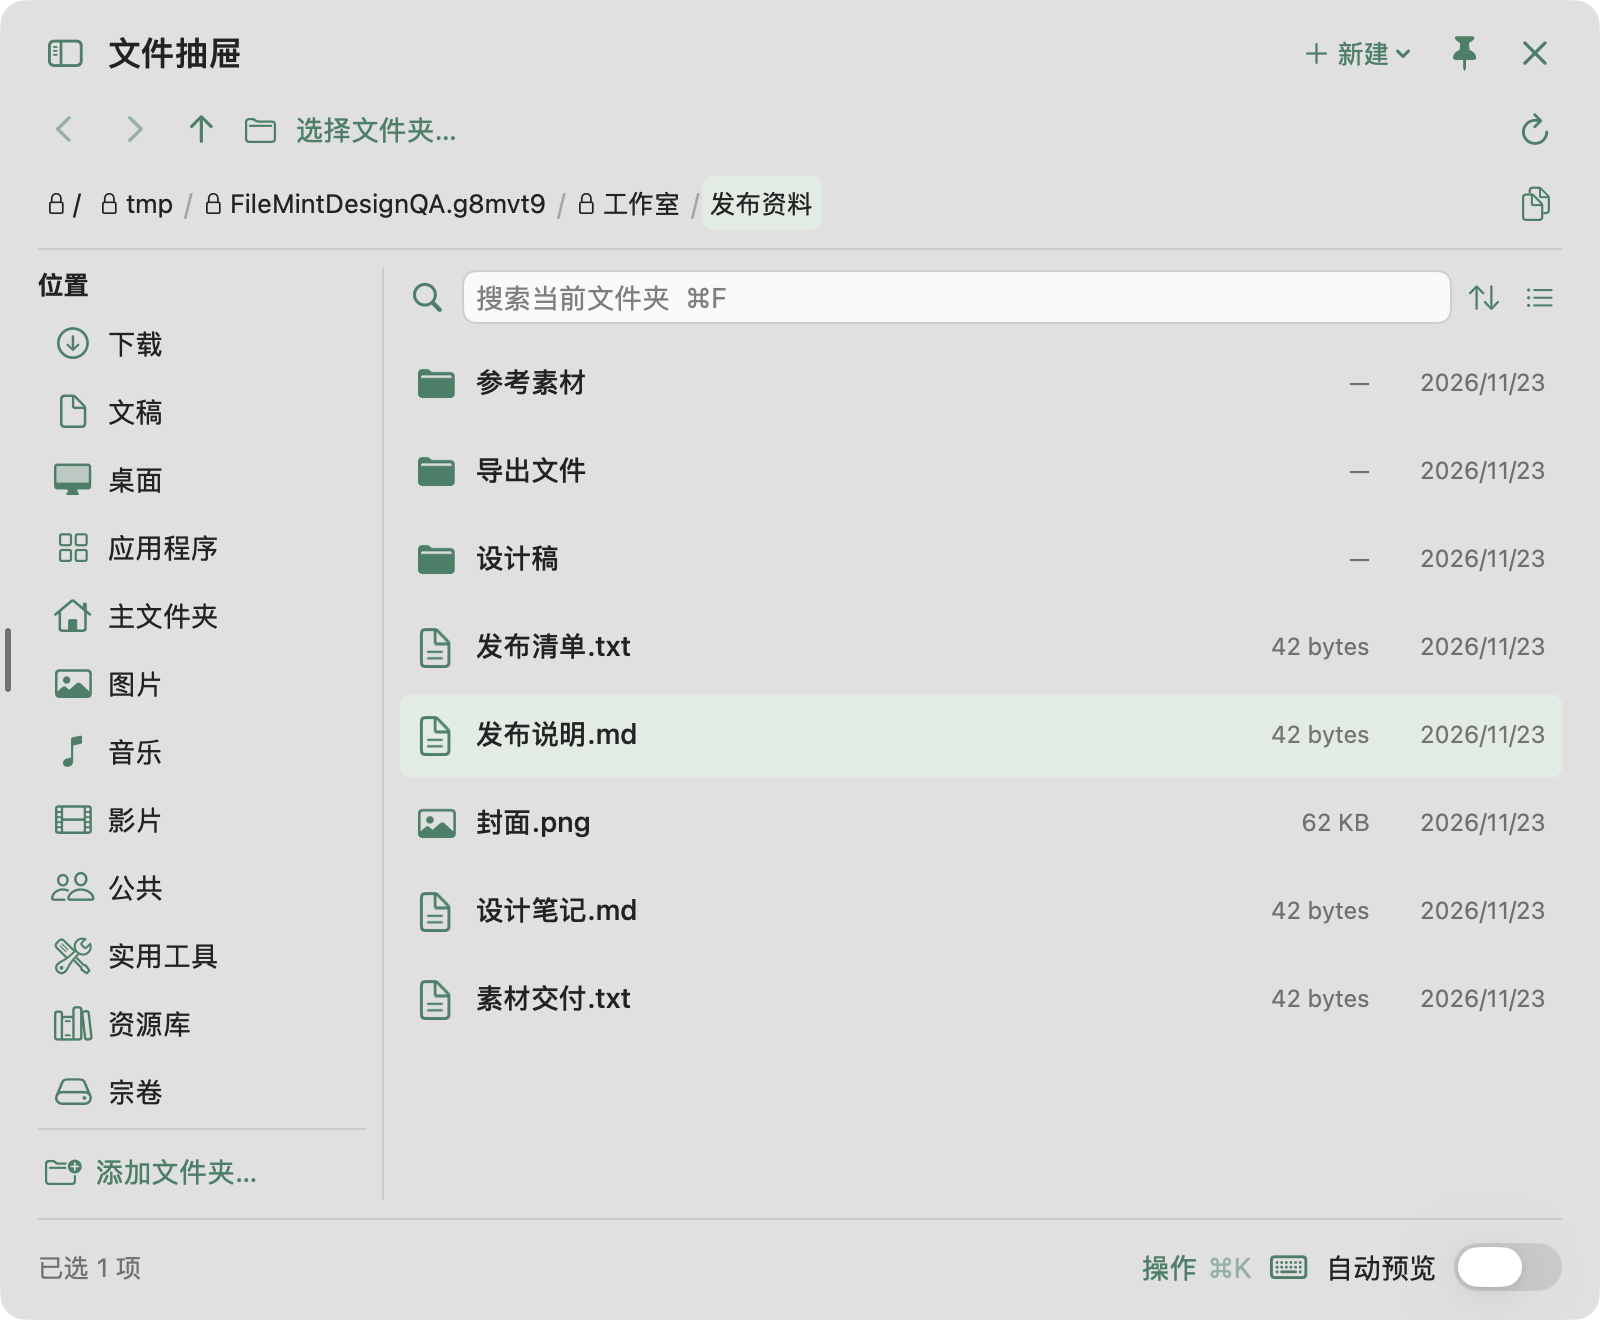 文件抽屉
新建
选择文件夹...
/ tmp / FileMintDesignQA.g8mvt9 / 工作室 / 发布资料
位置
下载
文稿
桌面
应用程序
主文件夹
图片
音乐
影片
公共
实用工具
资源库
宗卷
添加文件夹...
搜索当前文件夹 ⌘F
参考素材 — 2026/11/23
导出文件 — 2026/11/23
设计稿 — 2026/11/23
发布清单.txt 42 bytes 2026/11/23
发布说明.md 42 bytes 2026/11/23
封面.png 62 KB 2026/11/23
设计笔记.md 42 bytes 2026/11/23
素材交付.txt 42 bytes 2026/11/23
已选 1 项
操作 ⌘K 自动预览